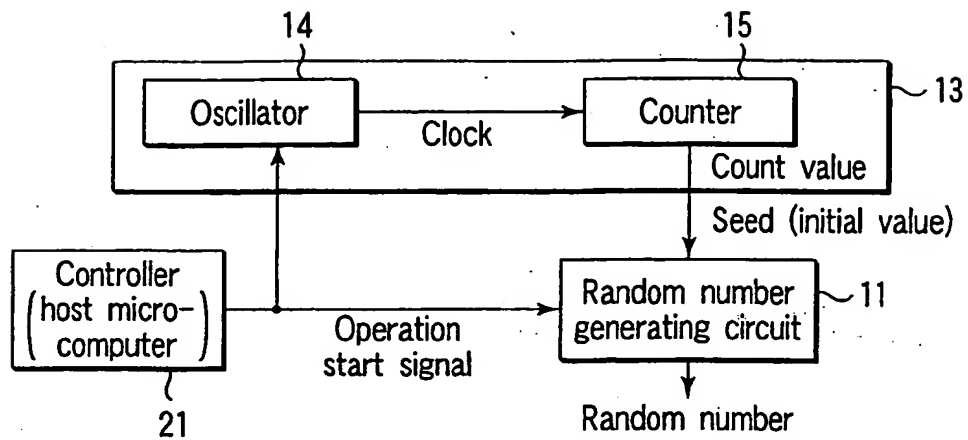 14
15
13
Oscillator
Clock
Counter
Count value
Seed (initial value)
Controller
(host micro-
computer)
21
Operation
start signal
Random number
generating circuit
11
Random number